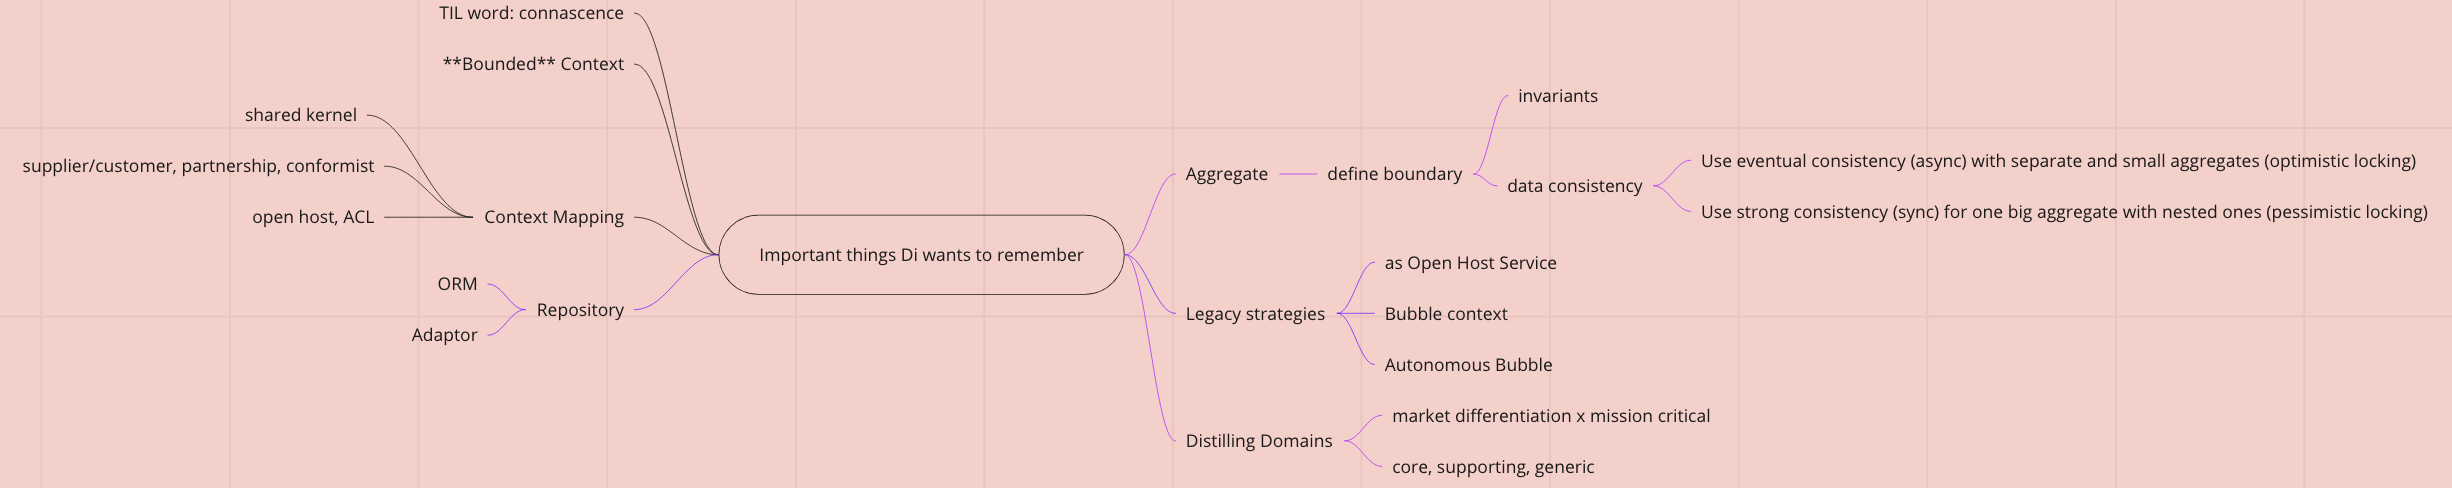 TIL word: connascence
**Bounded** Context
shared kernel
supplier/customer, partnership, conformist
open host, ACL
Context Mapping
ORM
Adaptor
Repository
Important things Di wants to remember
Aggregate
define boundary
invariants
data consistency
Use eventual consistency (async) with separate and small aggregates (optimistic locking)
Use strong consistency (sync) for one big aggregate with nested ones (pessimistic locking)
Legacy strategies
as Open Host Service
Bubble context
Autonomous Bubble
Distilling Domains
market differentiation x mission critical
core, supporting, generic